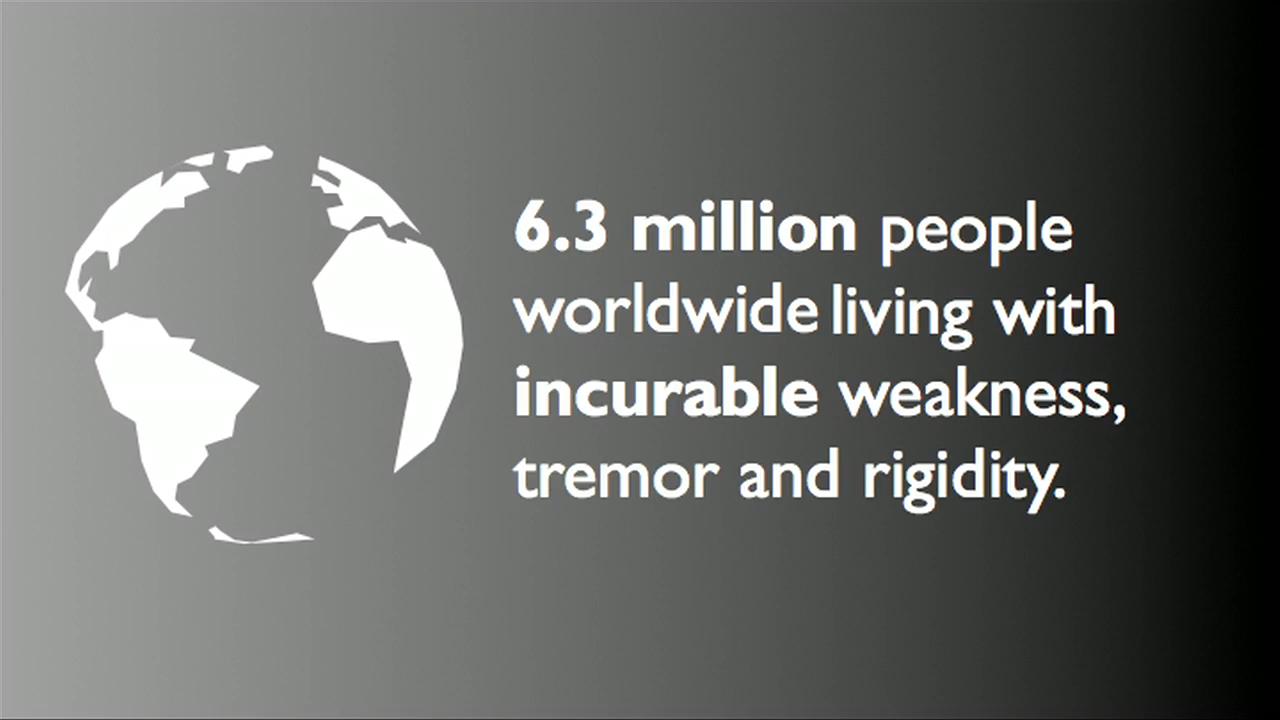 6.3 million people
worldwide living with
incurable weakness,
tremor and rigidity.